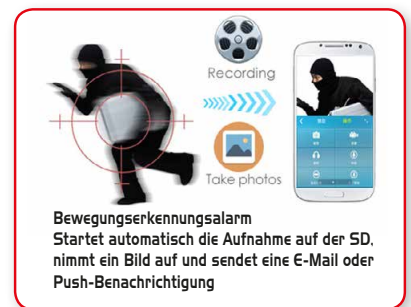 Recording
Take photos
Bewegungserkennungsalarm
Startet automatisch die Aufnahme auf der SD,
nimmt ein Bild auf und sendet eine E-Mail oder
Push-Benachrichtigung